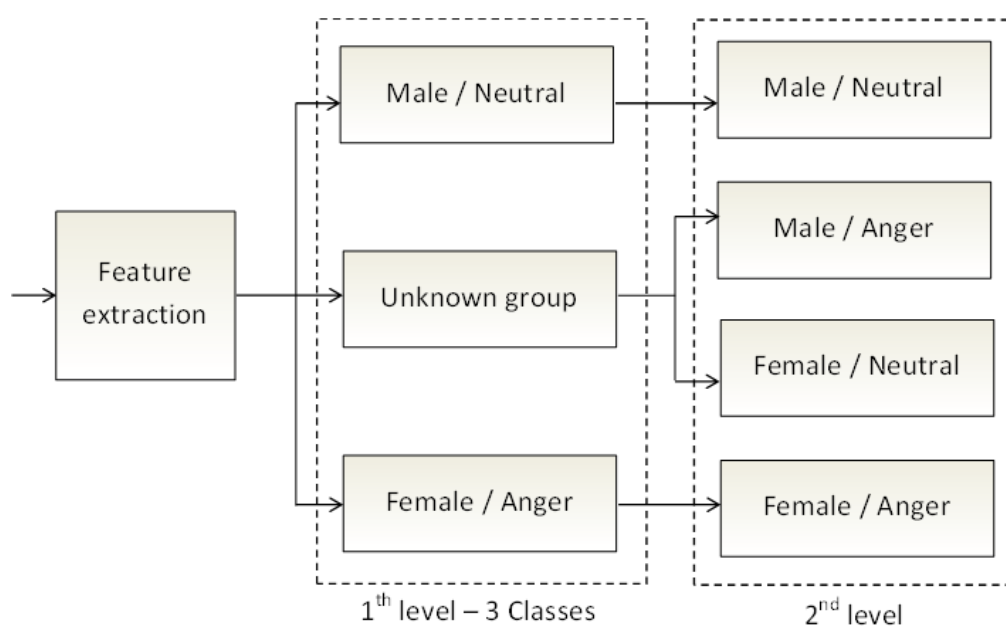 Feature
extraction
Male / Neutral
Unknown group
Female / Anger
1th level – 3 Classes
Male / Neutral
Male / Anger
Female / Neutral
Female / Anger
2nd level